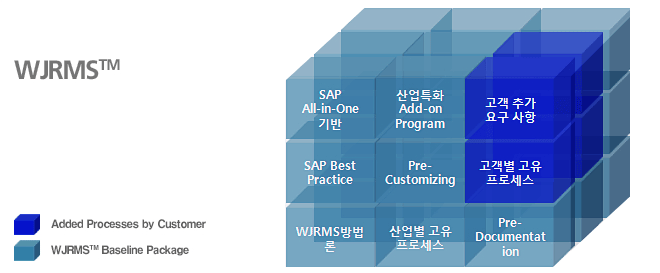 WJRMS™
SAP
All-in-One
기반
산업특화
Add-on
Program
고객 추가
요구 사항
SAP Best
Practice
Pre-
Customizing
고객별 고유
프로세스
WJRMS방법
론
산업별 고유
프로세스
Pre-
Documentat
ion
Added Processes by Customer
WJRMS™ Baseline Package